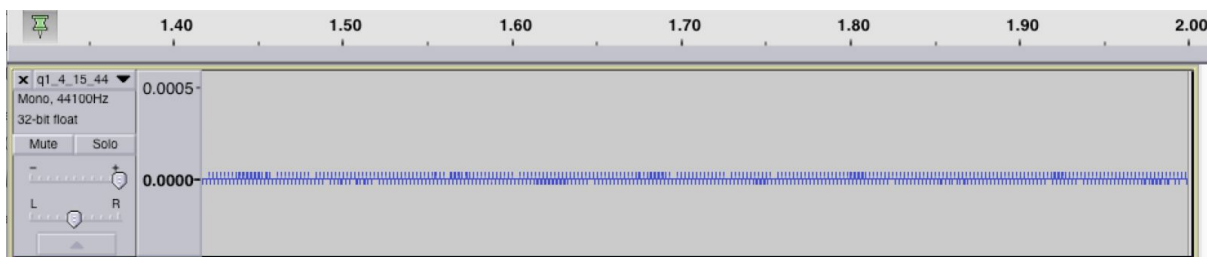 1.40 1.50 1.60 1.70 1.80 1.90 2.00
x q1_4_15_44
Mono, 44100Hz
32-bit float
Mute Solo
- +
L R
0.0005-
0.0000-